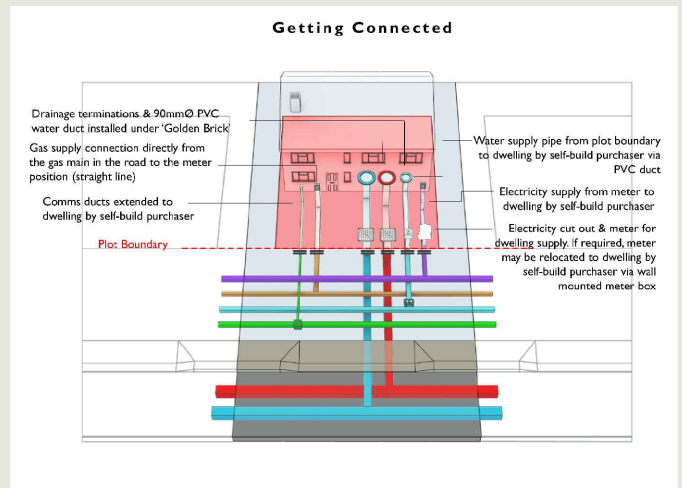 Getting Connected
Drainage terminations & 90mmØ PVC
water duct installed under 'Golden Brick'
Gas supply connection directly from
the gas main in the road to the meter
position (straight line)
Comms ducts extended to
dwelling by self-build purchaser
Plot Boundary
Water supply pipe from plot boundary
to dwelling by self-build purchaser via
PVC duct
Electricity supply from meter to
dwelling by self-build purchaser
Electricity cut out & meter for
dwelling supply. If required, meter
may be relocated to dwelling by
self-build purchaser via wall
mounted meter box